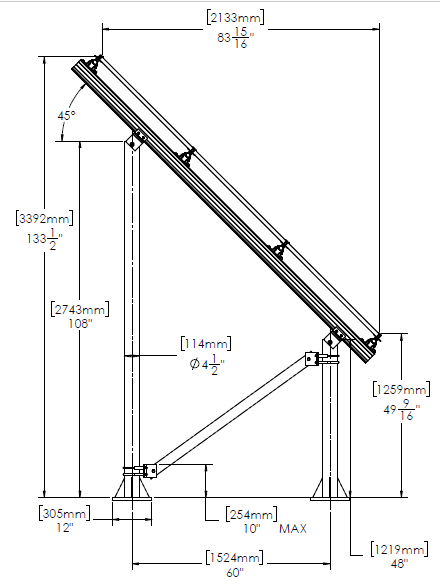 [2133mm]
83 15/16"
45°
[3392mm]
133 1/2"
[2743mm]
108"
[114mm]
Ø4 1/2"
[1259mm]
49 9/16"
[305mm]
12"
[254mm]
10" MAX
[1524mm]
60"
[1219mm]
48"